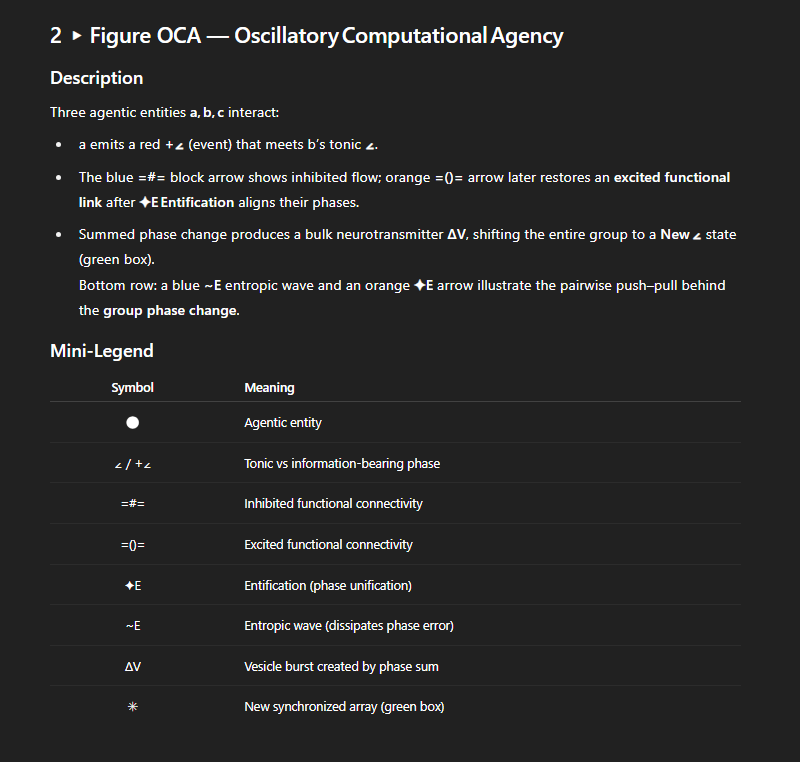 2 ▸ Figure OCA — Oscillatory Computational Agency
Description
Three agentic entities a, b, c interact:
• a emits a red +∠ (event) that meets b’s tonic ∠.
• The blue =#= block arrow shows inhibited flow; orange =()= arrow later restores an excited functional
link after ✦E Entification aligns their phases.
• Summed phase change produces a bulk neurotransmitter ΔV, shifting the entire group to a New ∠ state
(green box).
Bottom row: a blue ~E entropic wave and an orange ✦E arrow illustrate the pairwise push–pull behind
the group phase change.
Mini-Legend
Symbol Meaning
● Agentic entity
∠ / +∠ Tonic vs information-bearing phase
=#= Inhibited functional connectivity
=()= Excited functional connectivity
✦E Entification (phase unification)
~E Entropic wave (dissipates phase error)
ΔV Vesicle burst created by phase sum
✳ New synchronized array (green box)